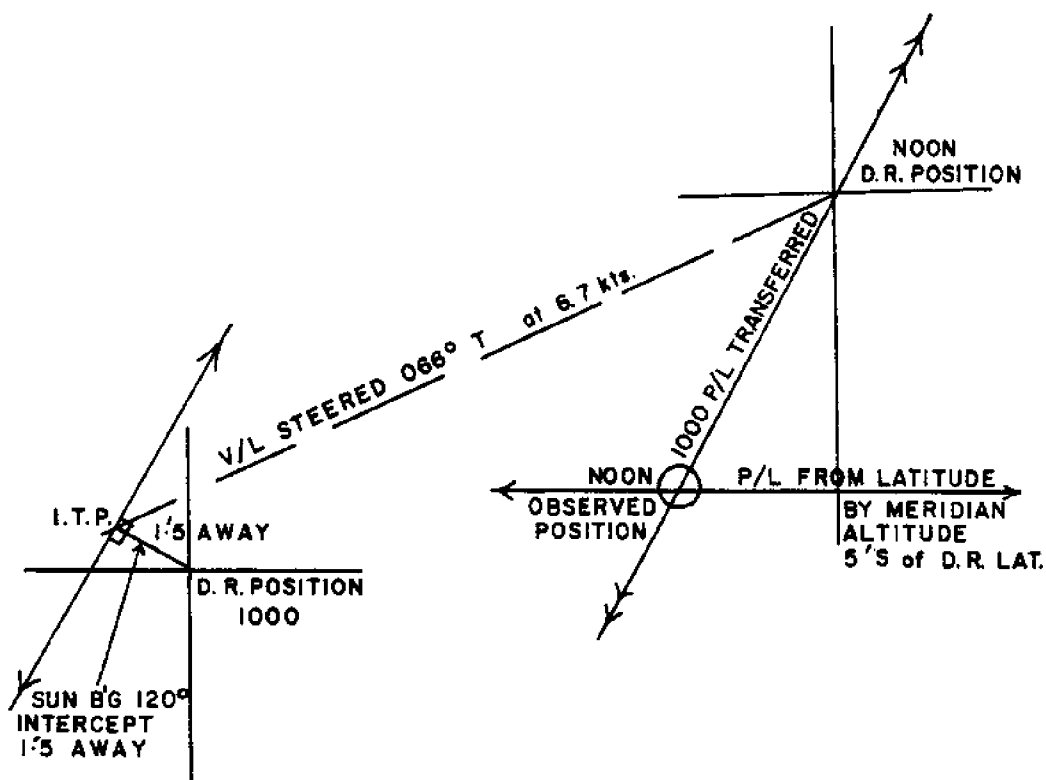 NOON
D.R. POSITION
1000 P/L TRANSFERRED
V/L STEERED 066° T at 6.7 kts.
NOON
OBSERVED
POSITION
P/L FROM LATITUDE
BY MERIDIAN
ALTITUDE
5'S of D.R. LAT.
I.T.P.
1.'5 AWAY
D.R. POSITION
1000
SUN B'G 120°
INTERCEPT
1.'5 AWAY